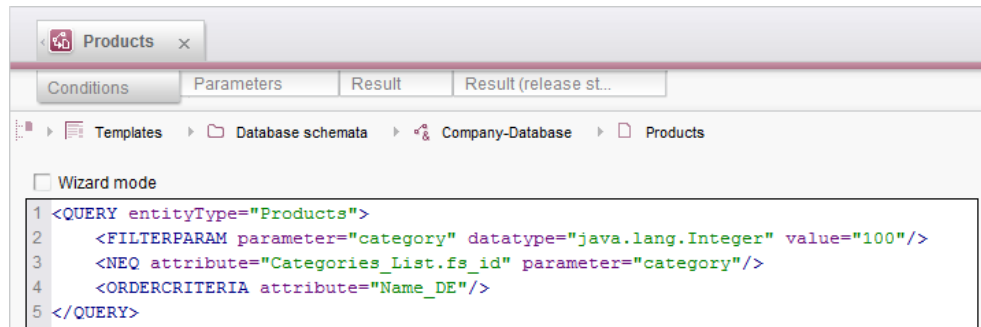 Products
Conditions Parameters Result Result (release st...
Templates Database schemata Company-Database Products
Wizard mode
1 <QUERY entityType="Products">
2 <FILTERPARAM parameter="category" datatype="java.lang.Integer" value="100"/>
3 <NEQ attribute="Categories_List.fs_id" parameter="category"/>
4 <ORDERCRITERIA attribute="Name_DE"/>
5 </QUERY>